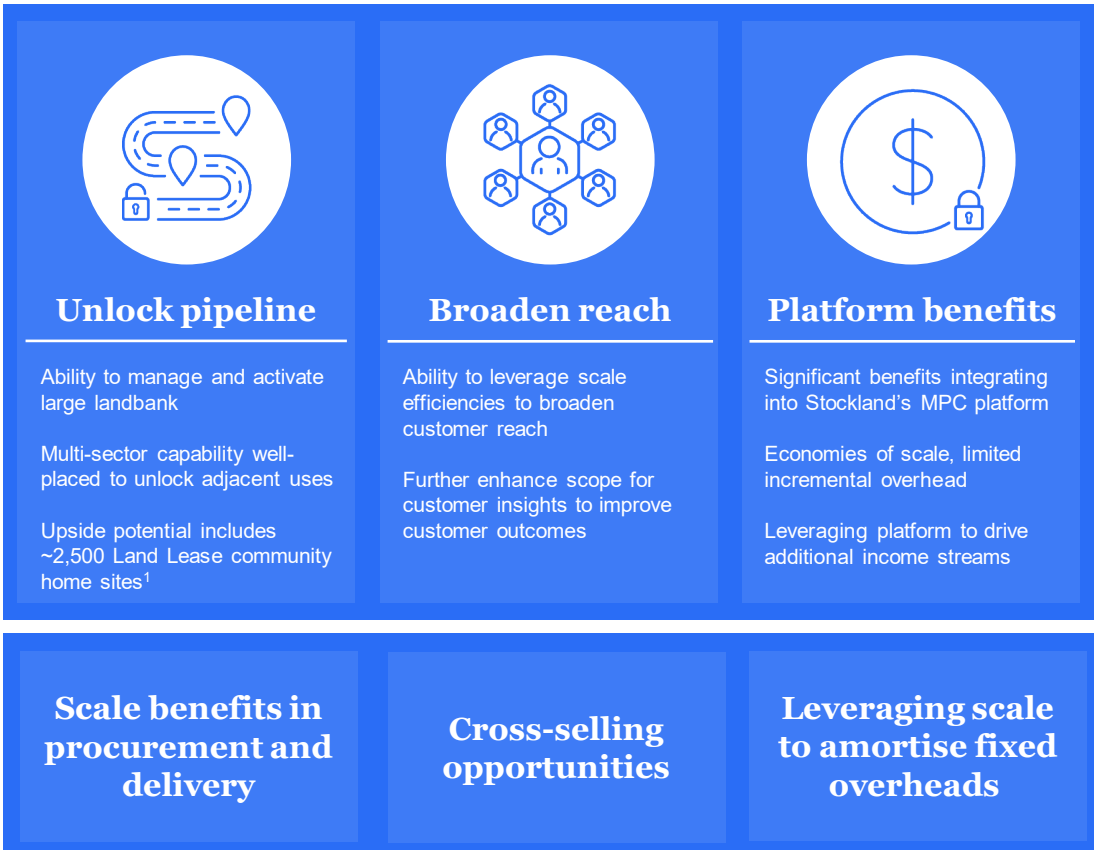 Unlock pipeline
Ability to manage and activate
large landbank
Multi-sector capability well-
placed to unlock adjacent uses
Upside potential includes
~2,500 Land Lease community
home sites¹
Broaden reach
Ability to leverage scale
efficiencies to broaden
customer reach
Further enhance scope for
customer insights to improve
customer outcomes
Platform benefits
Significant benefits integrating
into Stockland’s MPC platform
Economies of scale, limited
incremental overhead
Leveraging platform to drive
additional income streams
Scale benefits in
procurement and
delivery
Cross-selling
opportunities
Leveraging scale
to amortise fixed
overheads